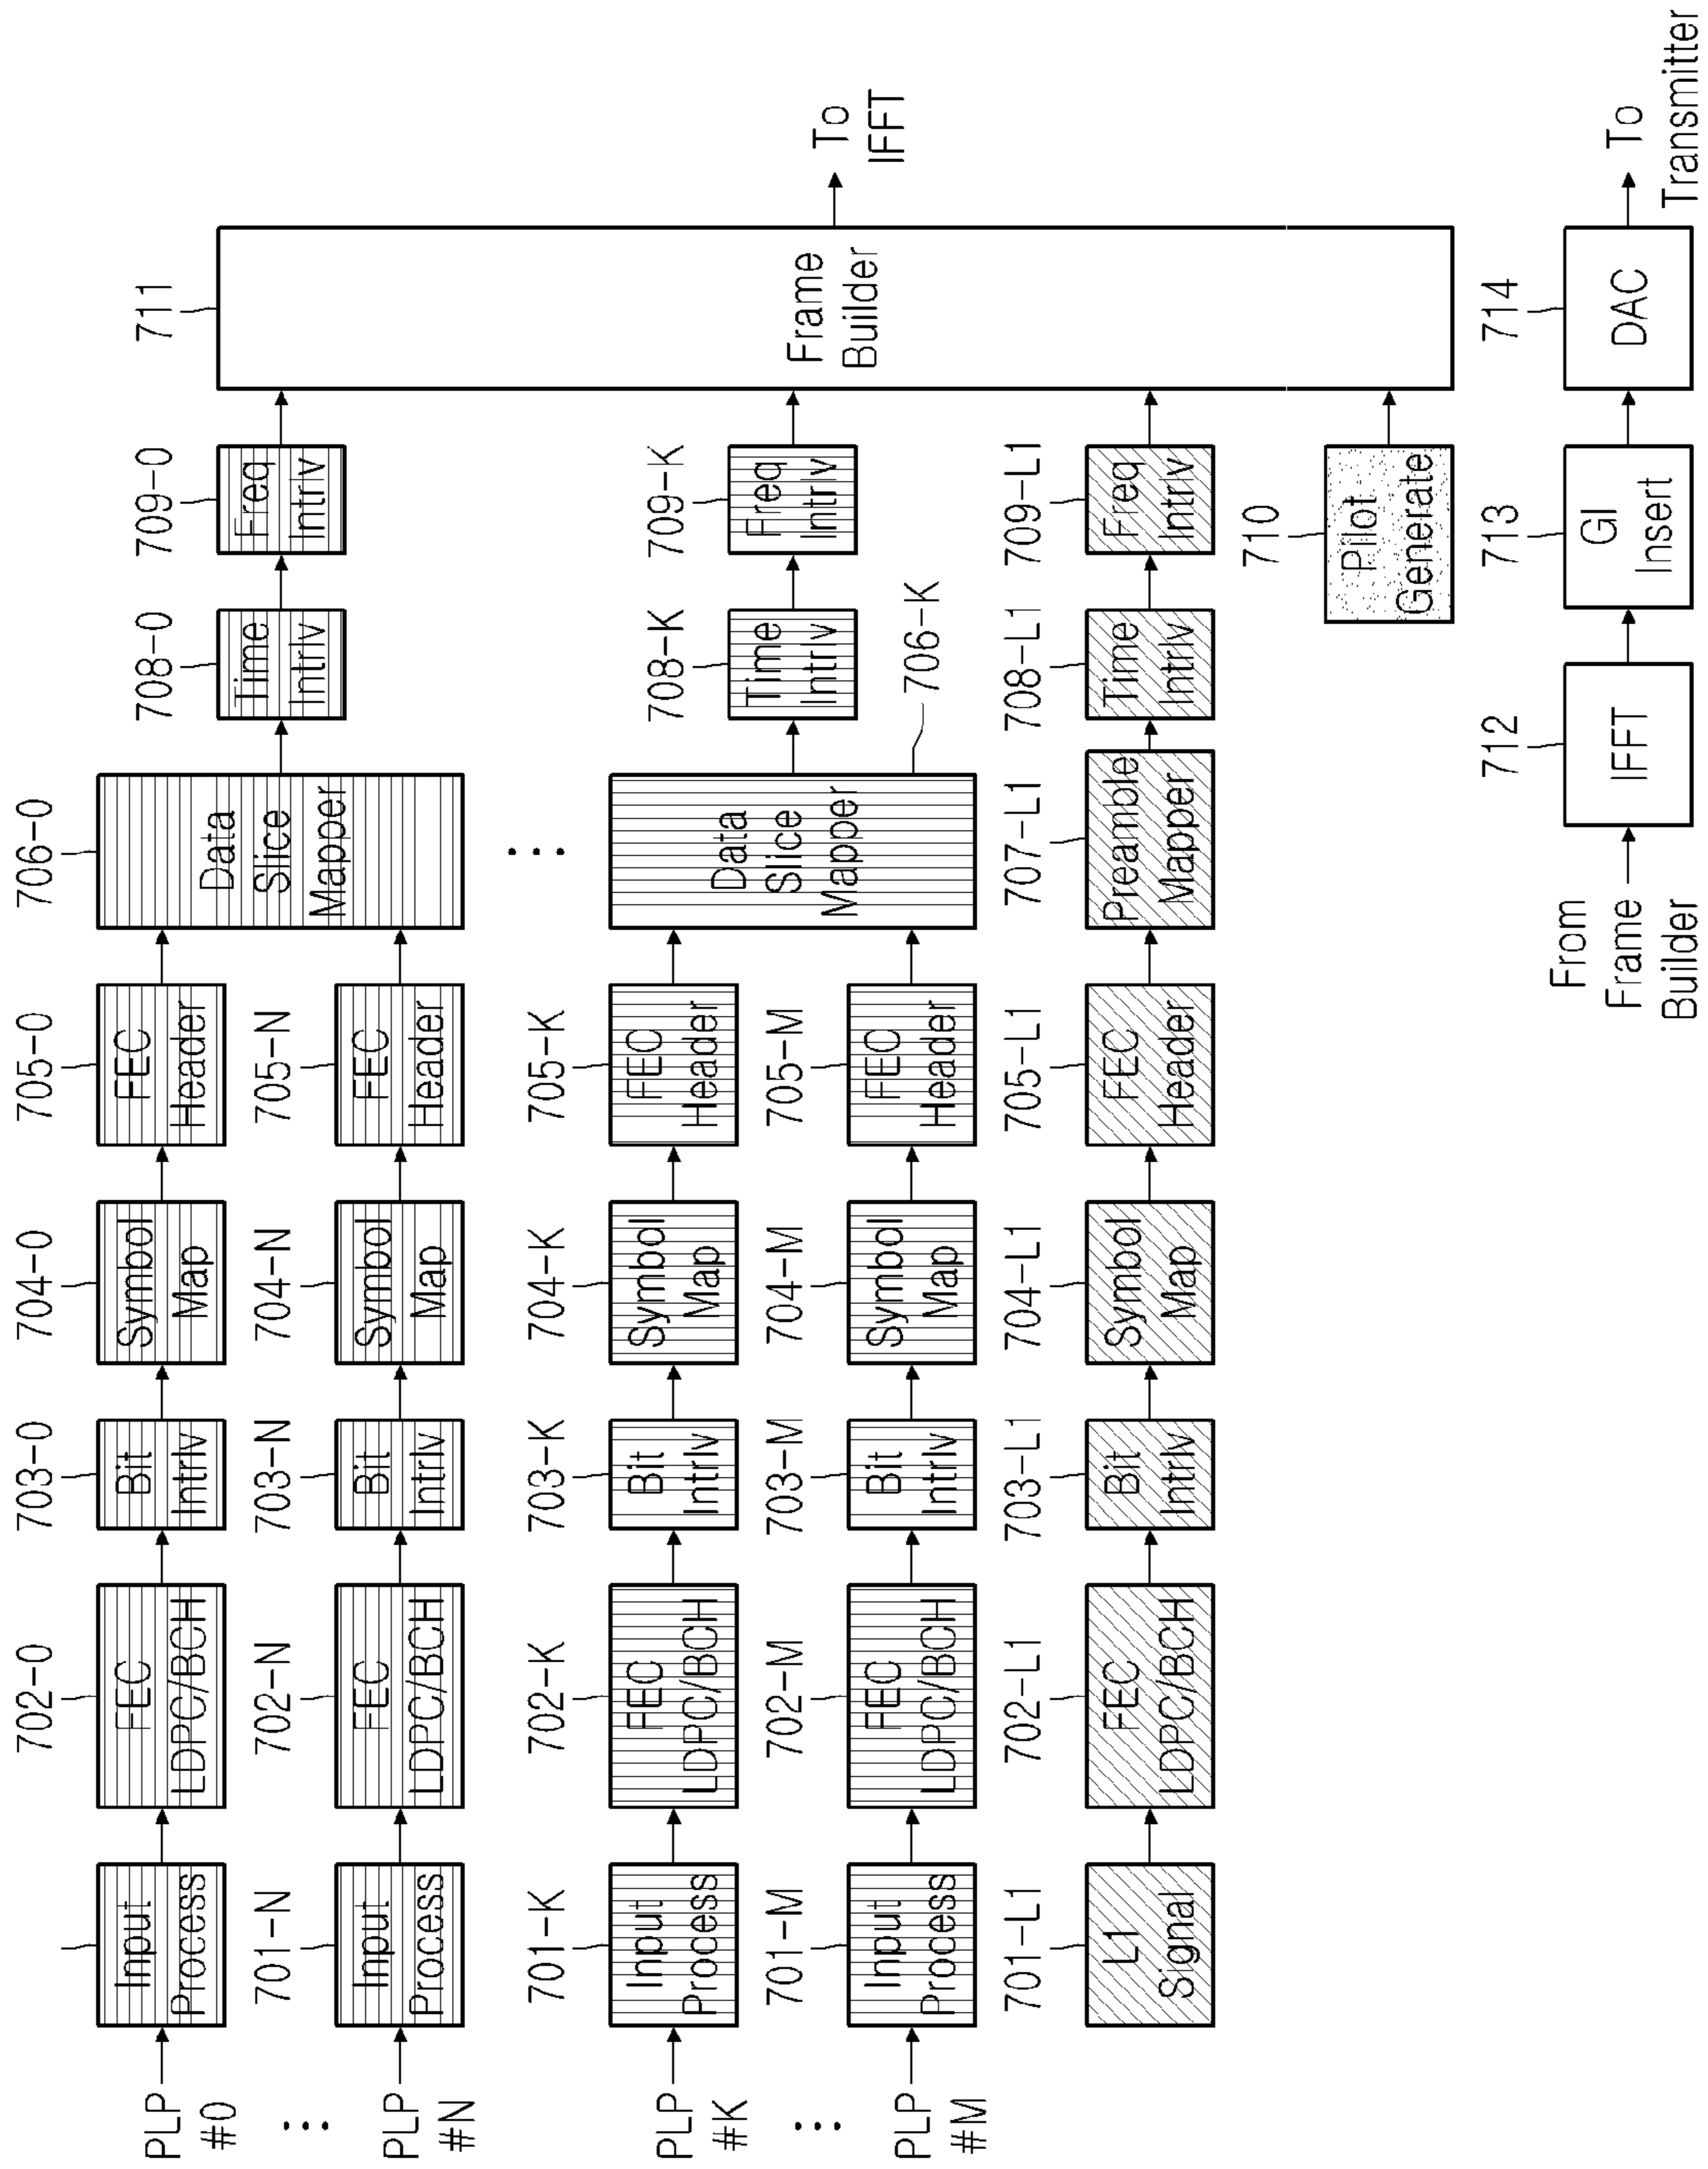 702-0
703-0
704-0
705-0
706-0
708-0
709-0
711
PLP
#0
Input
Process
FEC
LDPC/BCH
Bit
Intrlv
Symbol
Map
FEC
Header
Data
Slice
Mapper
Time
Intrlv
Freq
Intrlv
Frame
Builder
To
IFFT
701-N
702-N
703-N
704-N
705-N
PLP
#N
Input
Process
FEC
LDPC/BCH
Bit
Intrlv
Symbol
Map
FEC
Header
701-K
702-K
703-K
704-K
705-K
708-K
709-K
PLP
#K
Input
Process
FEC
LDPC/BCH
Bit
Intrlv
Symbol
Map
FEC
Header
Data
Slice
Mapper
Time
Intrlv
Freq
Intrlv
706-K
701-M
702-M
703-M
704-M
705-M
PLP
#M
Input
Process
FEC
LDPC/BCH
Bit
Intrlv
Symbol
Map
FEC
Header
701-L1
702-L1
703-L1
704-L1
705-L1
707-L1
708-L1
709-L1
L1
Signal
FEC
LDPC/BCH
Bit
Intrlv
Symbol
Map
FEC
Header
Preamble
Mapper
Time
Intrlv
Freq
Intrlv
710
Pilot
Generate
712
713
714
From
Frame
Builder
IFFT
GI
Insert
DAC
To
Transmitter